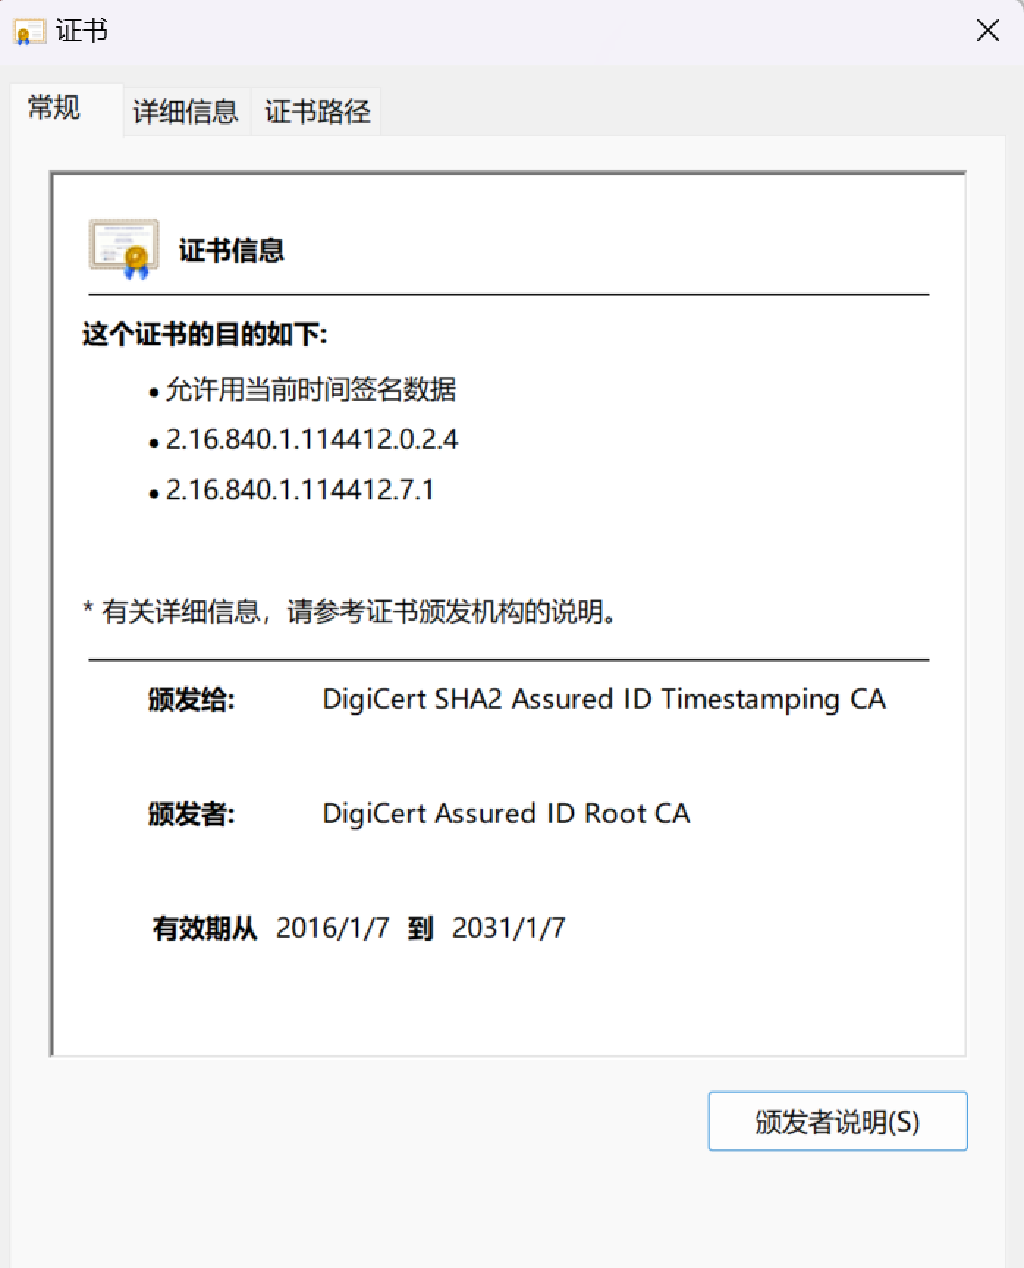 证书
常规 详细信息 证书路径
证书信息
这个证书的目的如下:
• 允许用当前时间签名数据
• 2.16.840.1.114412.0.2.4
• 2.16.840.1.114412.7.1
* 有关详细信息，请参考证书颁发机构的说明。
颁发给: DigiCert SHA2 Assured ID Timestamping CA
颁发者: DigiCert Assured ID Root CA
有效期从 2016/1/7 到 2031/1/7
颁发者说明(S)